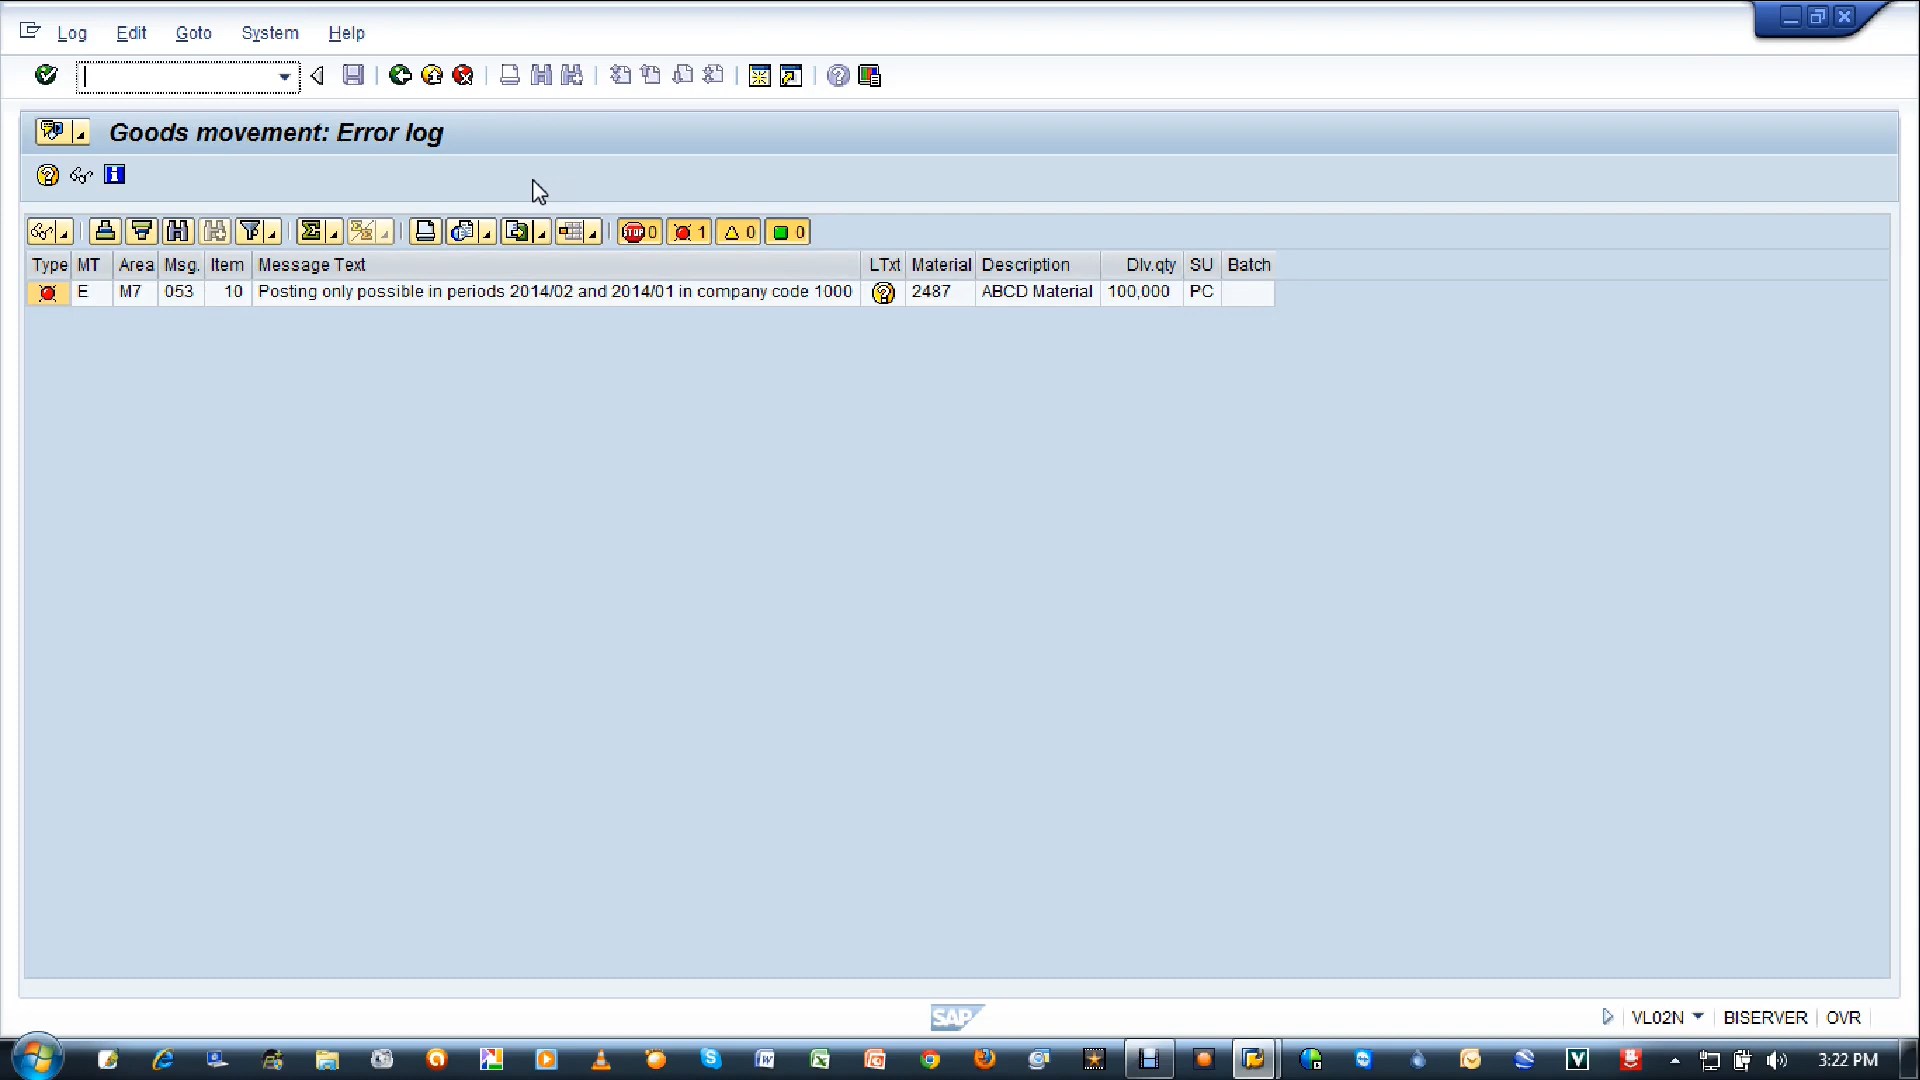 Log Edit Goto System Help
Goods movement: Error log
STOP 0 1 0 0
Type MT Area Msg. Item Message Text LTxt Material Description Dlv.qty SU Batch
E M7 053 10 Posting only possible in periods 2014/02 and 2014/01 in company code 1000 2487 ABCD Material 100,000 PC
SAP
VL02N BISERVER OVR
3:22 PM